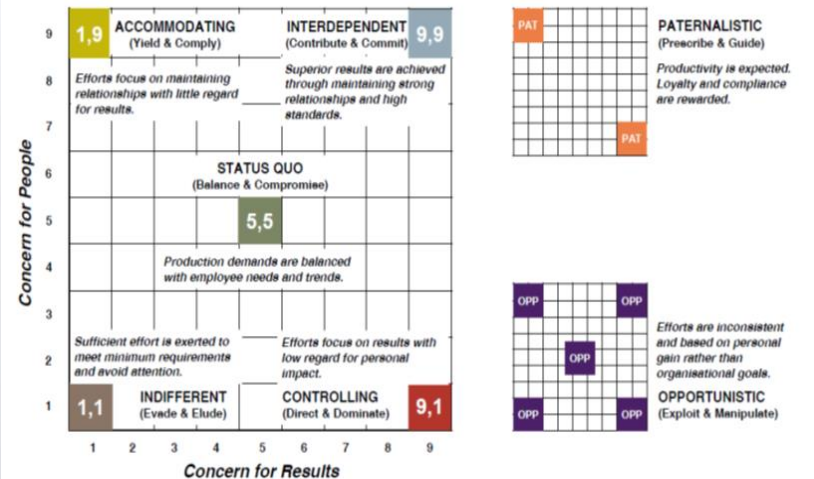 9
1,9
ACCOMMODATING
(Yield & Comply)
INTERDEPENDENT
(Contribute & Commit)
9,9
8
Efforts focus on maintaining
relationships with little regard
for results.
Superior results are achieved
through maintaining strong
relationships and high
standards.
7
6
STATUS QUO
(Balance & Compromise)
5
5,5
4
Production demands are balanced
with employee needs and trends.
3
2
Sufficient effort is exerted to
meet minimum requirements
and avoid attention.
Efforts focus on results with
low regard for personal
impact.
1
1,1
INDIFFERENT
(Evade & Elude)
CONTROLLING
(Direct & Dominate)
9,1
1 2 3 4 5 6 7 8 9
Concern for People
Concern for Results
PAT
PAT
PATERNALISTIC
(Prescribe & Guide)
Productivity is expected.
Loyalty and compliance
are rewarded.
OPP
OPP
OPP
OPP
OPP
Efforts are inconsistent
and based on personal
gain rather than
organisational goals.
OPPORTUNISTIC
(Exploit & Manipulate)